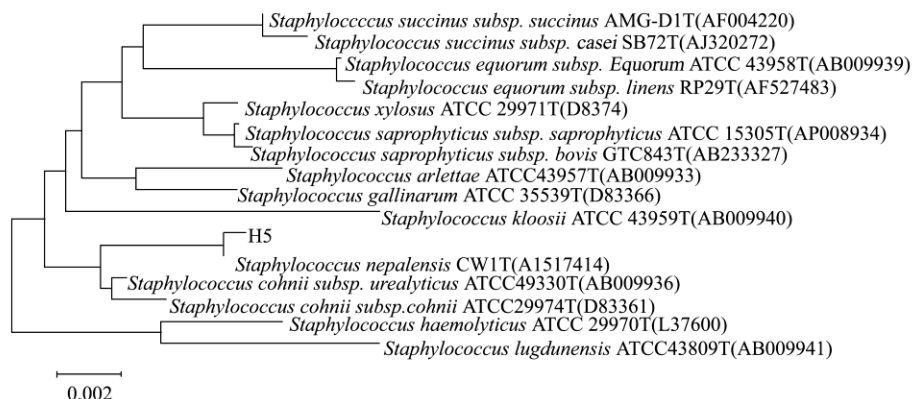 Staphyloccccus succinus subsp. succinus AMG-D1T(AF004220)
Staphylococcus succinus subsp. casei SB72T(AJ320272)
Staphylococcus equorum subsp. Equorum ATCC 43958T(AB009939)
Staphylococcus equorum subsp. linens RP29T(AF527483)
Staphylococcus xylosus ATCC 29971T(D8374)
Staphylococcus saprophyticus subsp. saprophyticus ATCC 15305T(AP008934)
Staphylococcus saprophyticus subsp. bovis GTC843T(AB233327)
Staphylococcus arlettae ATCC43957T(AB009933)
Staphylococcus gallinarum ATCC 35539T(D83366)
Staphylococcus kloosii ATCC 43959T(AB009940)
H5
Staphylococcus nepalensis CW1T(A1517414)
Staphylococcus cohnii subsp. urealyticus ATCC49330T(AB009936)
Staphylococcus cohnii subsp.cohnii ATCC29974T(D83361)
Staphylococcus haemolyticus ATCC 29970T(L37600)
Staphylococcus lugdunensis ATCC43809T(AB009941)
0.002